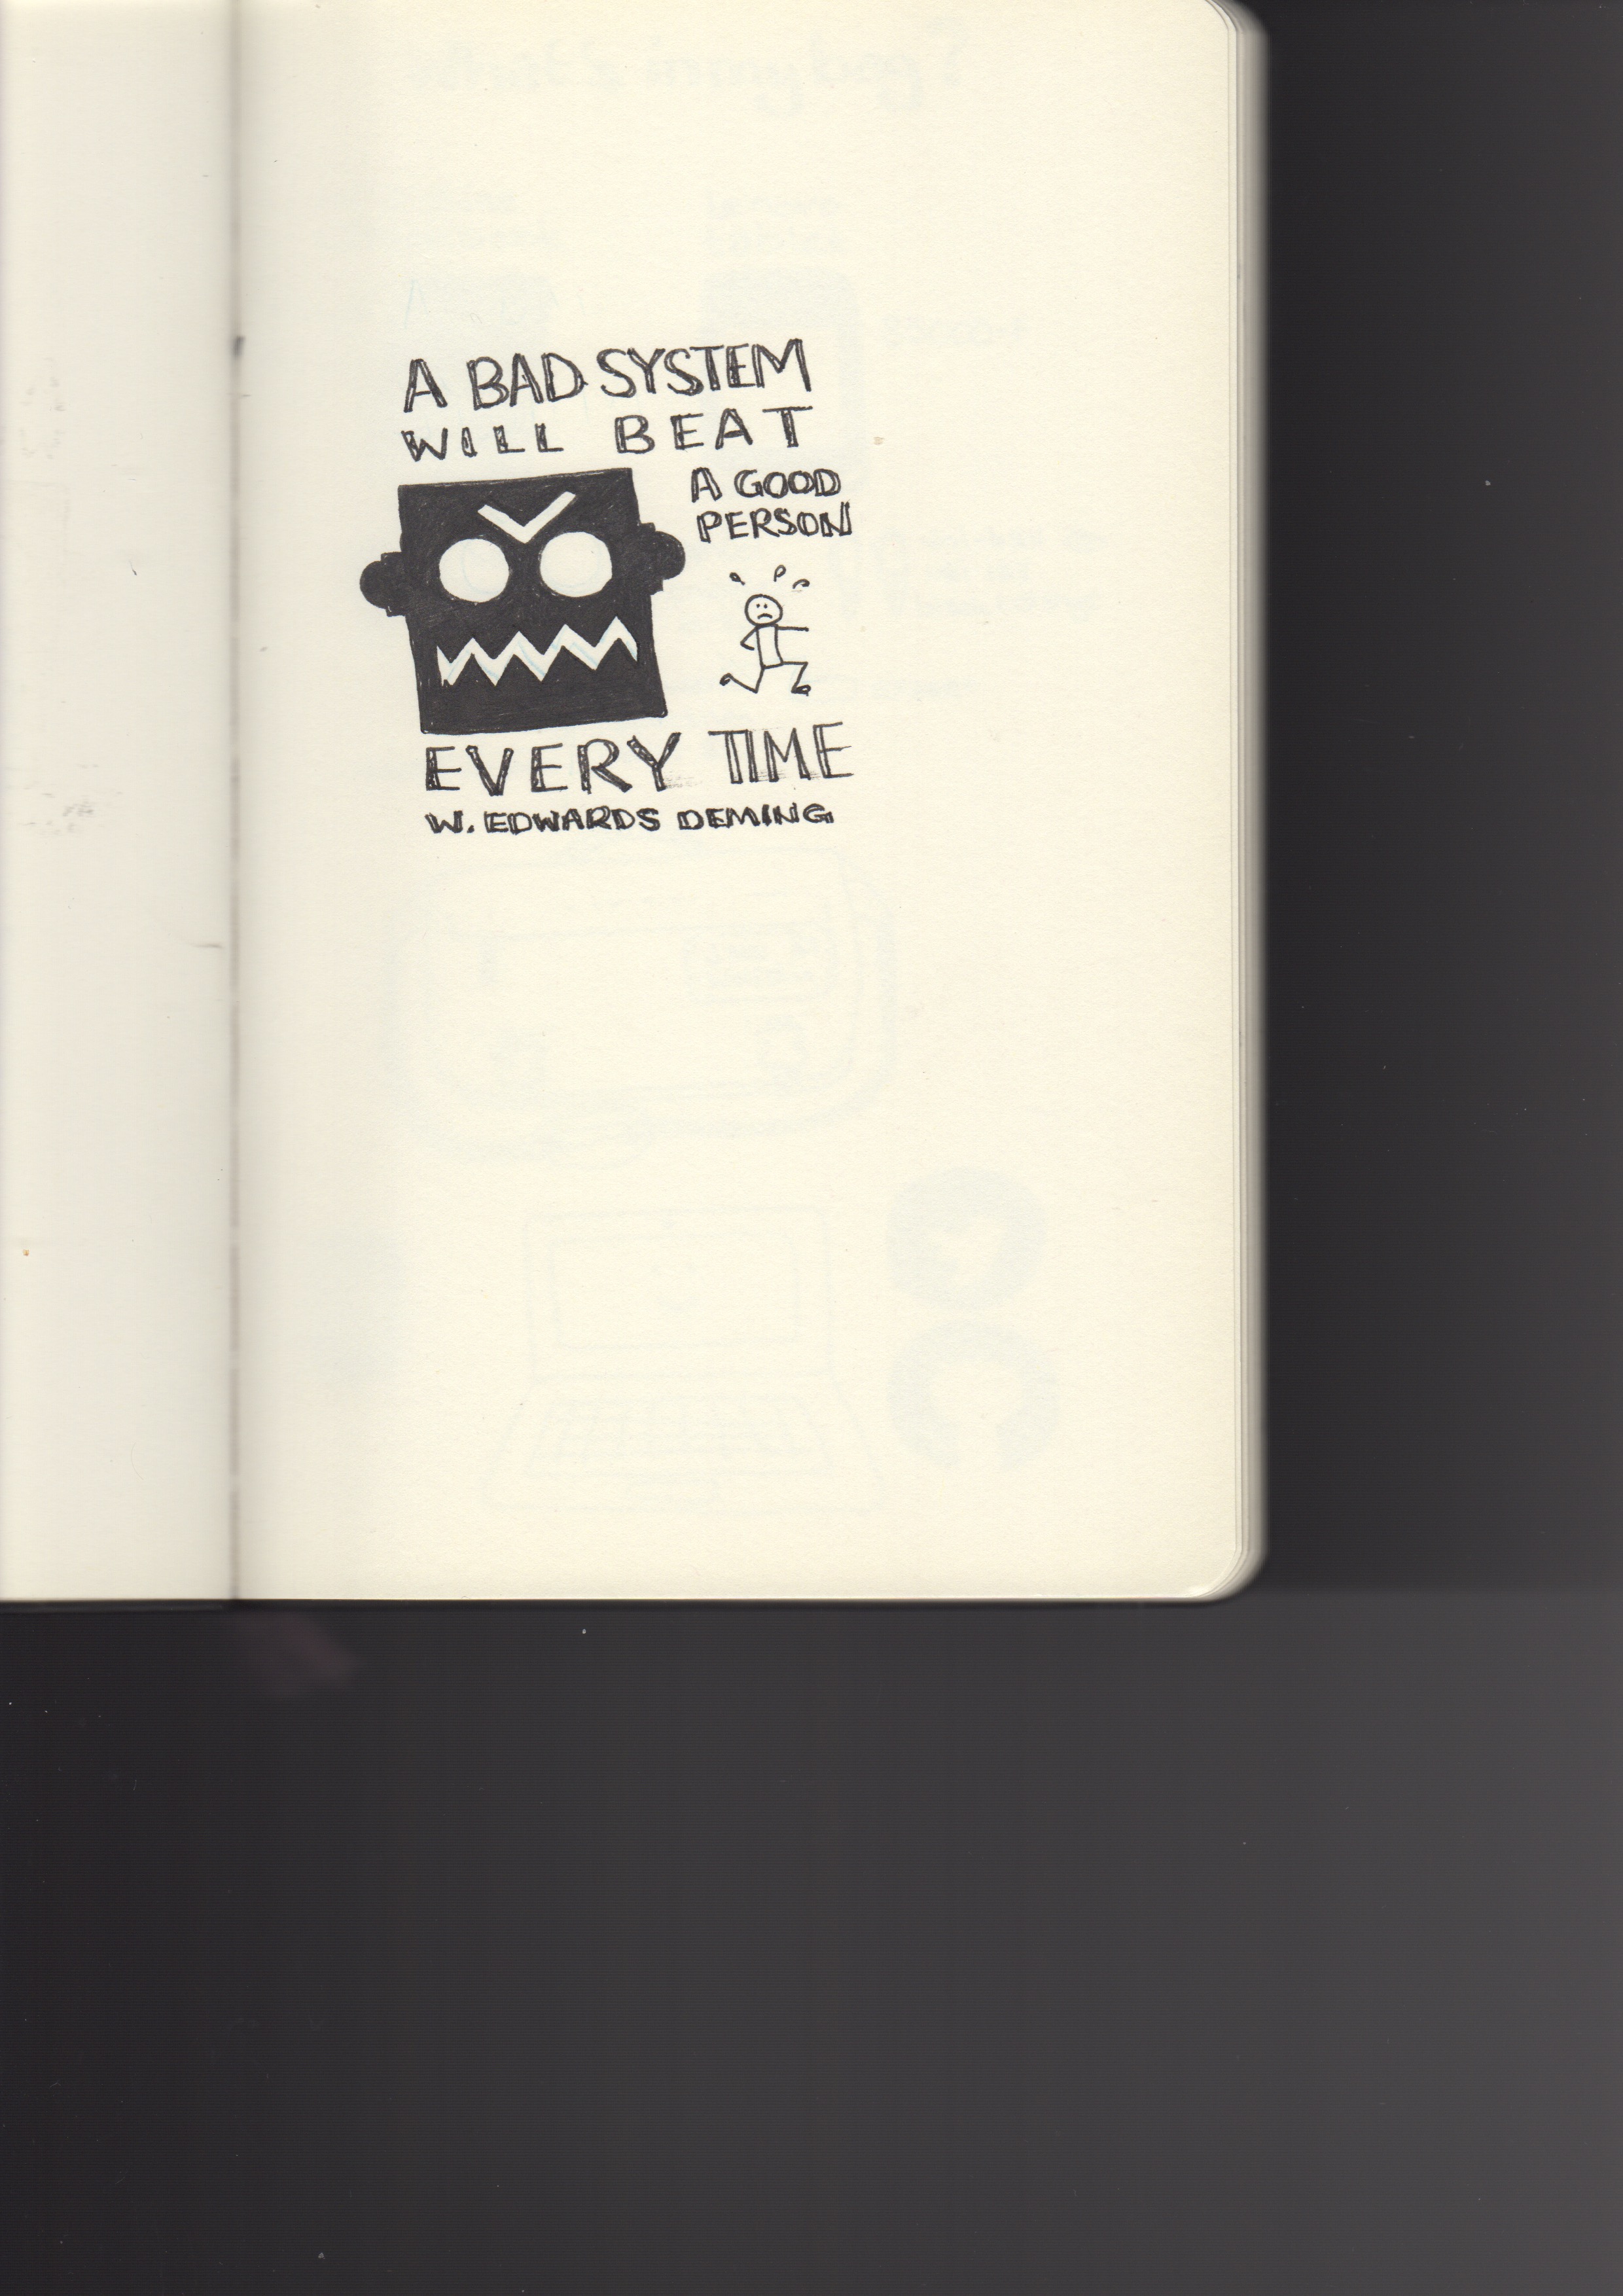 A BAD SYSTEM
WILL BEAT
A GOOD
PERSON
EVERY TIME
W. EDWARDS DEMING